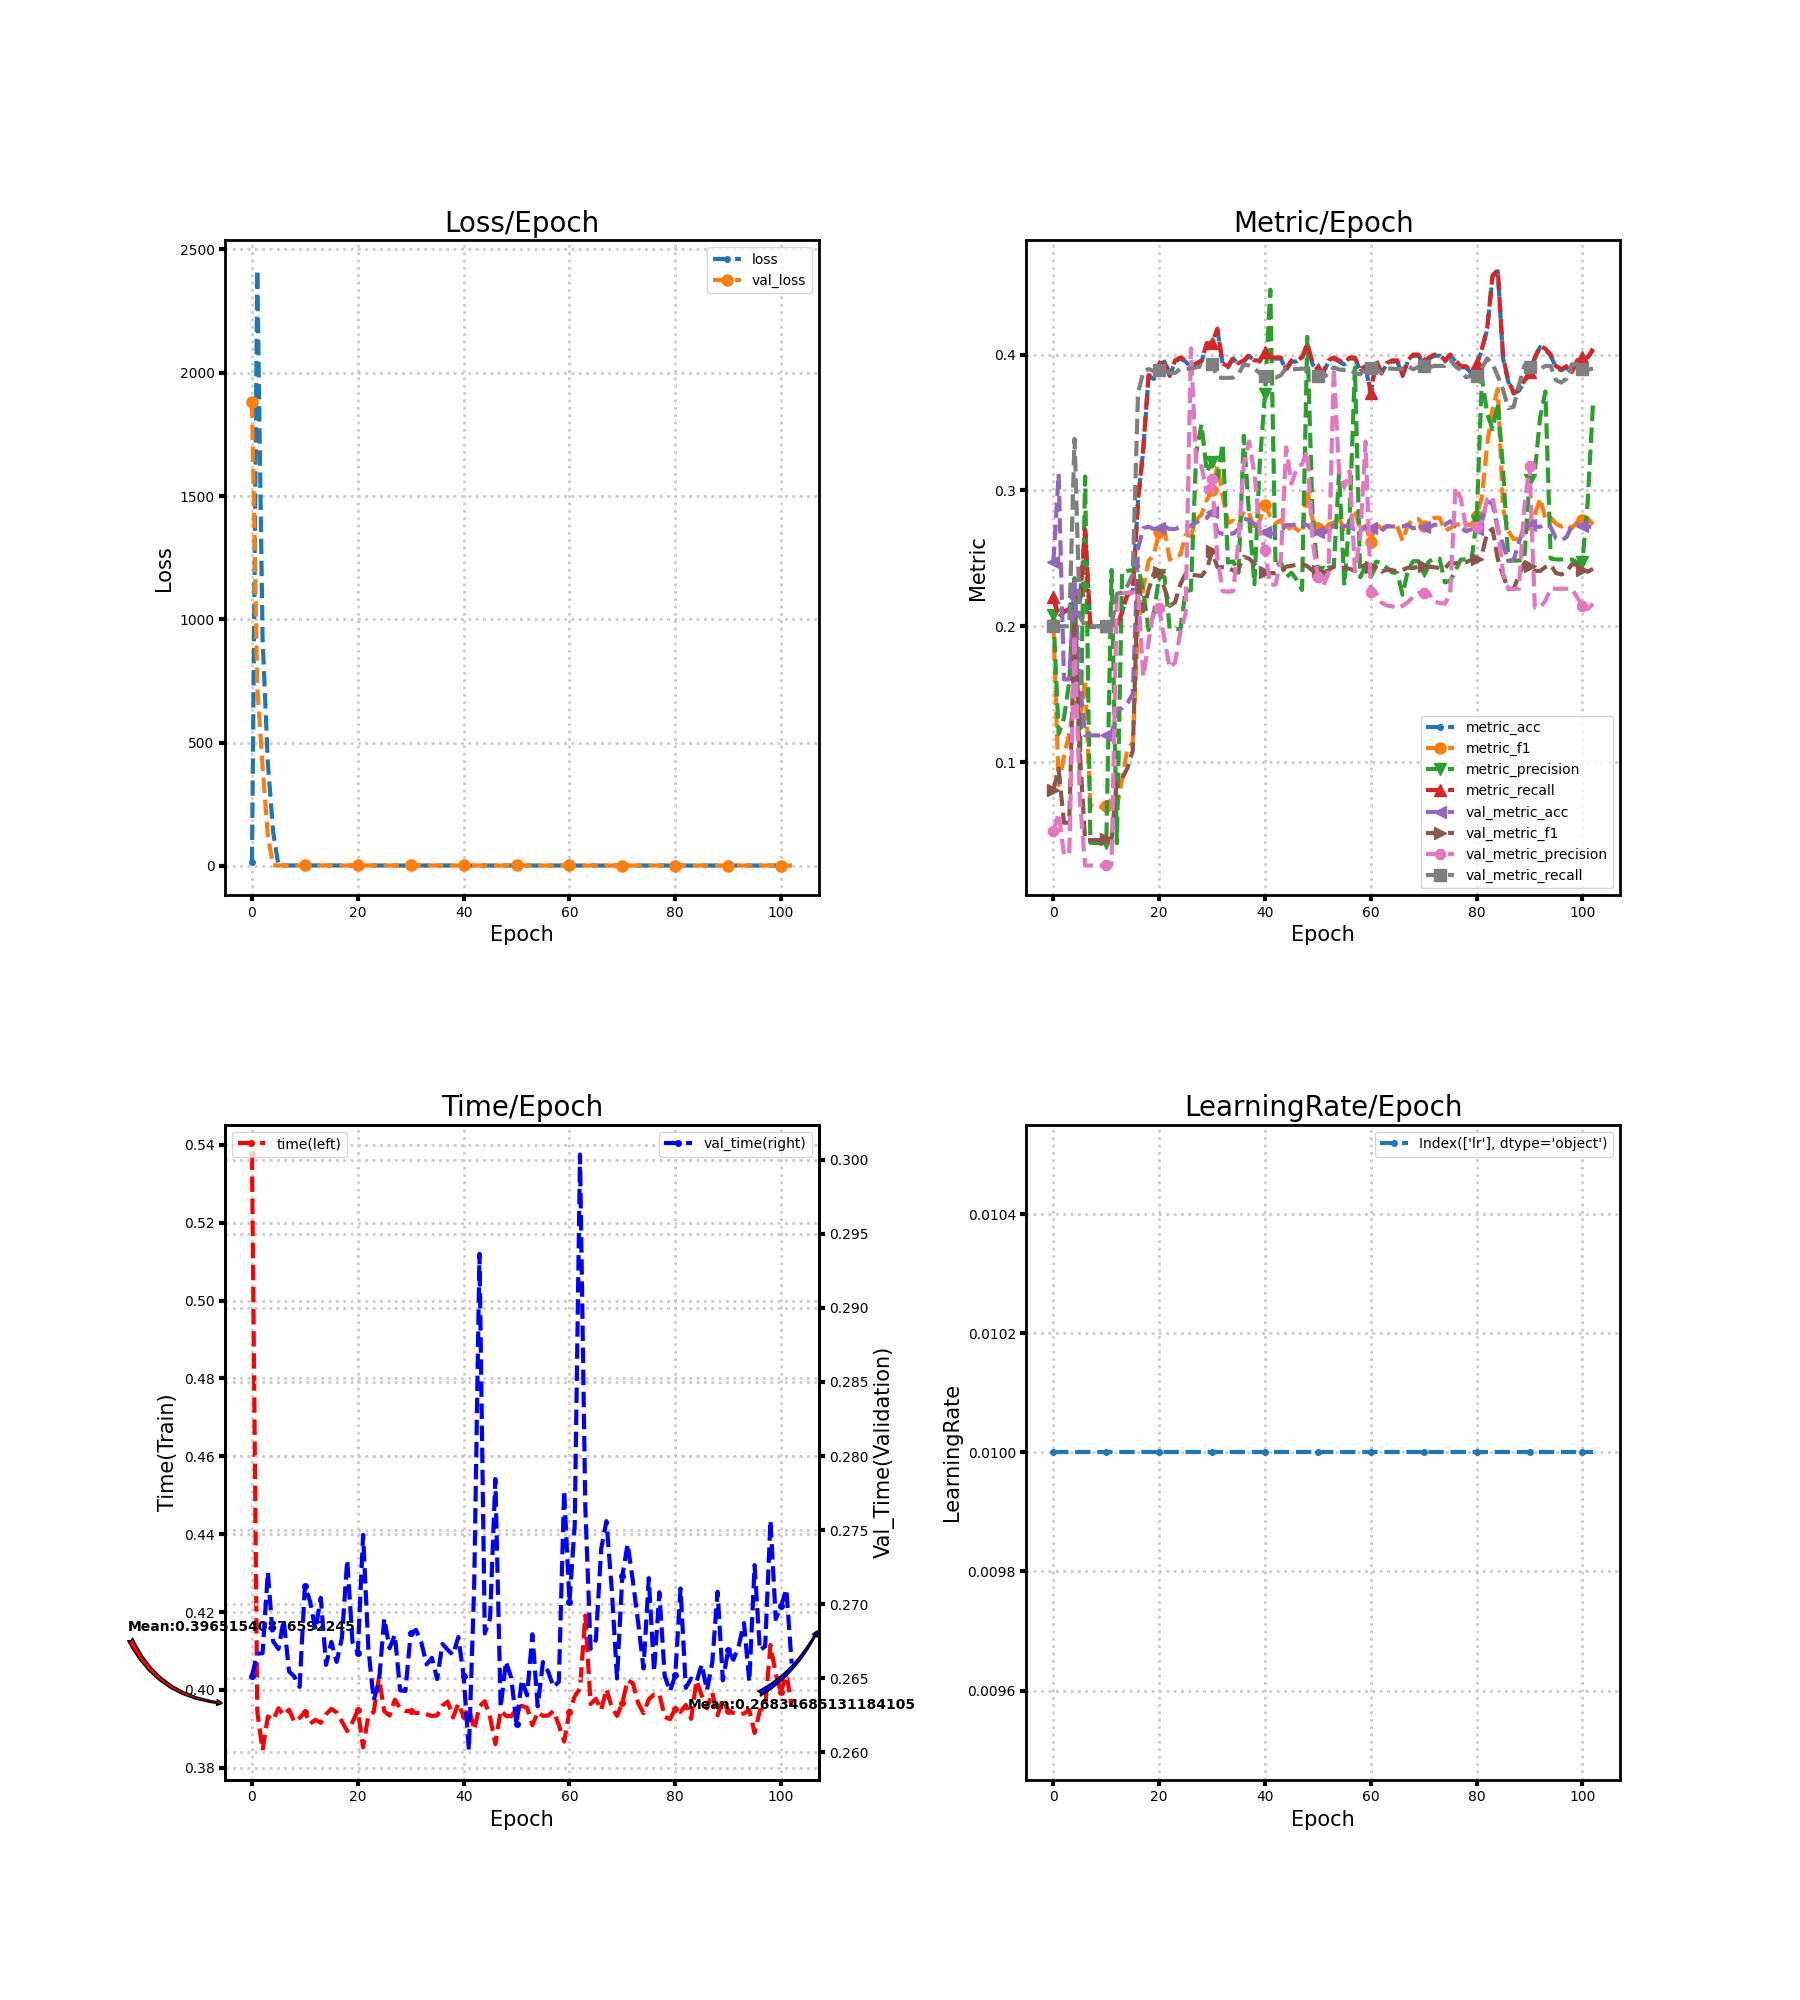 Loss/Epoch
2500
2000
1500
1000
500
0
Loss
0 20 40 60 80 100
Epoch
loss
val_loss
Metric/Epoch
0.4
0.3
0.2
0.1
Metric
0 20 40 60 80 100
Epoch
metric_acc
metric_f1
metric_precision
metric_recall
val_metric_acc
val_metric_f1
val_metric_precision
val_metric_recall
Time/Epoch
0.54
0.52
0.50
0.48
0.46
0.44
0.42
0.40
0.38
Time(Train)
time(left)
val_time(right)
Mean:0.39651540876592245
Mean:0.26834685131184105
0.300
0.295
0.290
0.285
0.280
0.275
0.270
0.265
0.260
Val_Time(Validation)
0 20 40 60 80 100
Epoch
LearningRate/Epoch
Index(['lr'], dtype='object')
0.0104
0.0102
0.0100
0.0098
0.0096
LearningRate
0 20 40 60 80 100
Epoch